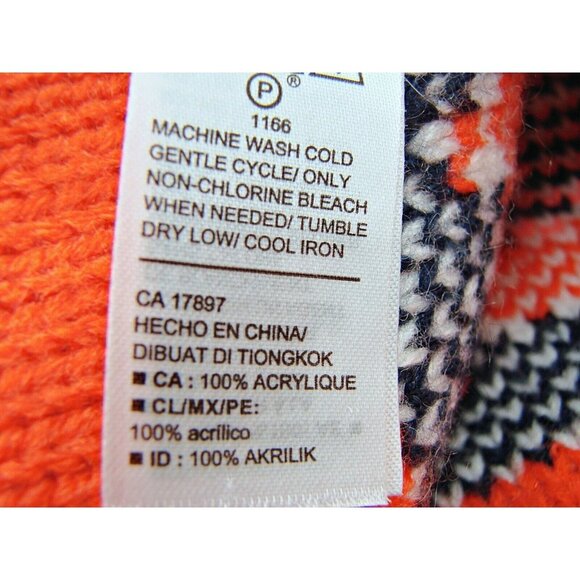 P ®
1166
MACHINE WASH COLD
GENTLE CYCLE/ ONLY
NON-CHLORINE BLEACH
WHEN NEEDED/ TUMBLE
DRY LOW/ COOL IRON
CA 17897
HECHO EN CHINA/
DIBUAT DI TIONGKOK
■ CA : 100% ACRYLIQUE
■ CL/MX/PE:
100% acrílico
■ ID : 100% AKRILIK